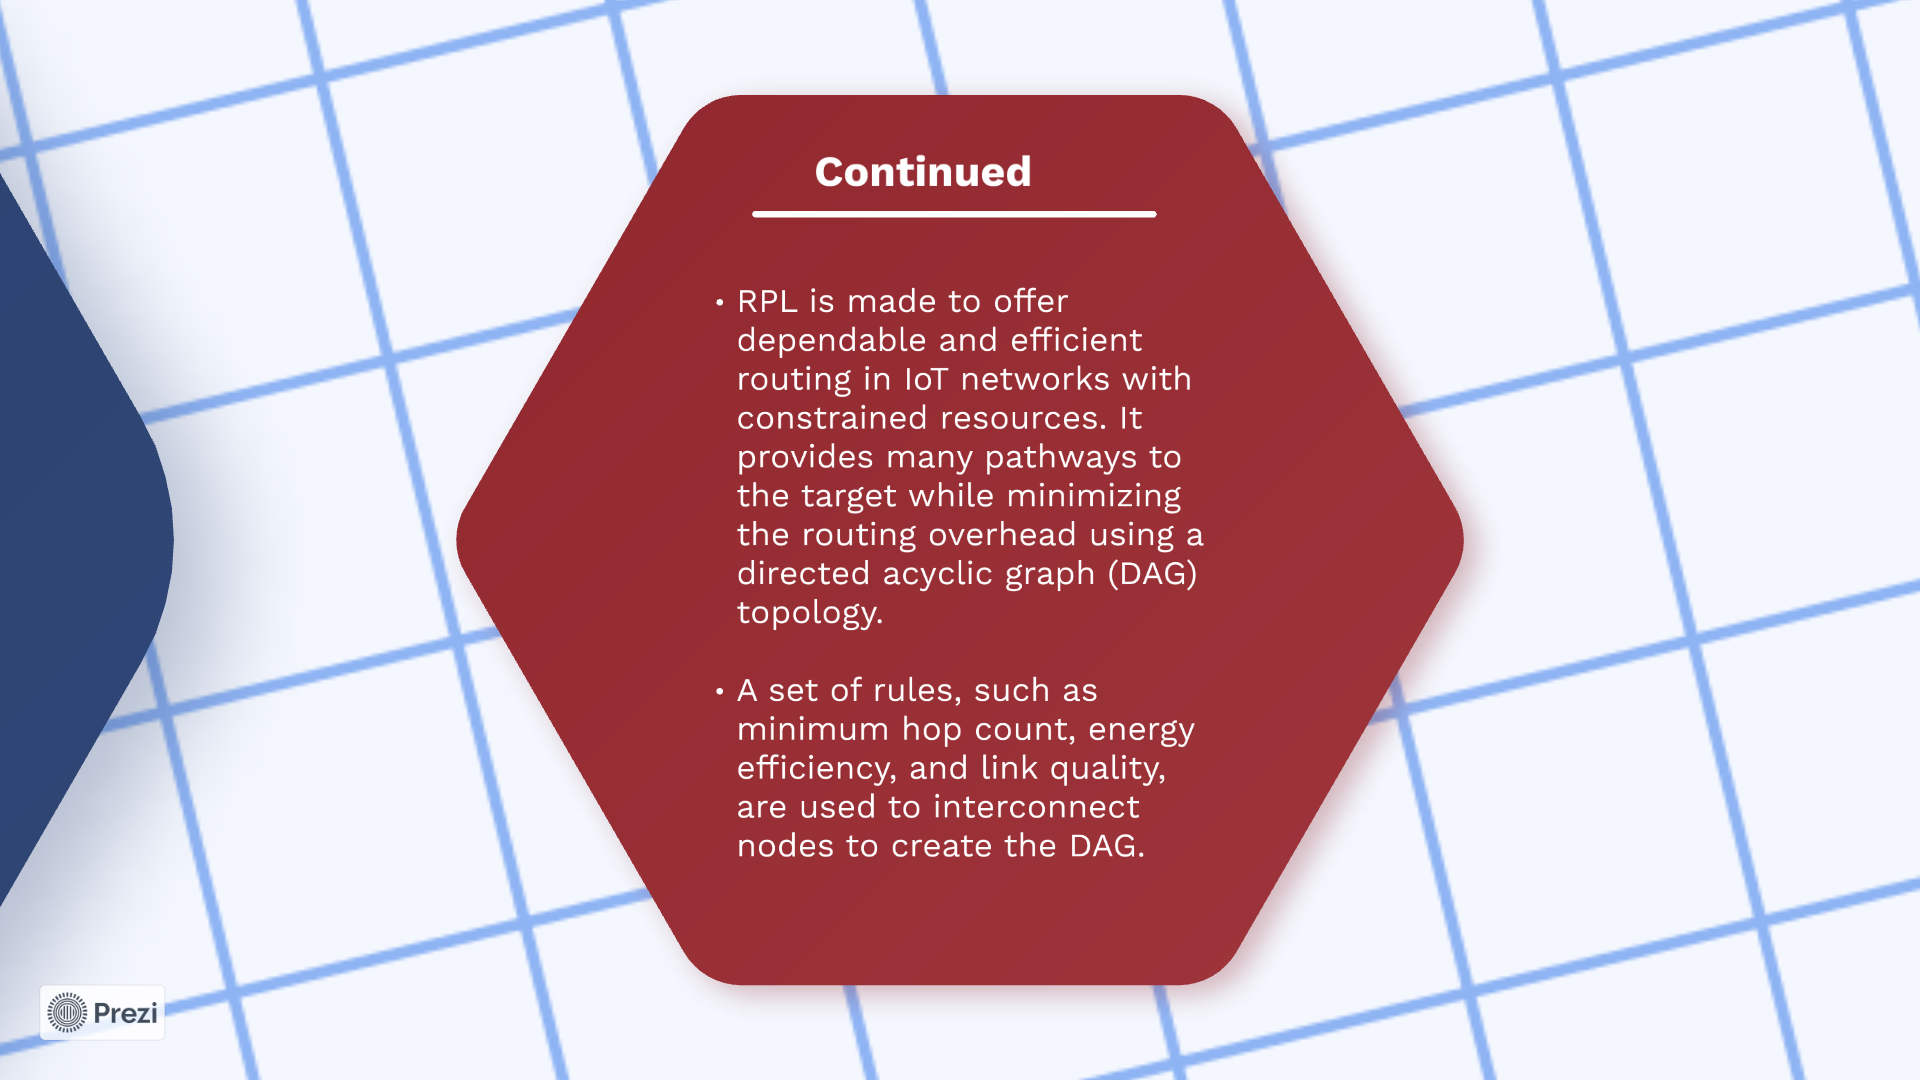 Continued
• RPL is made to offer
dependable and efficient
routing in IoT networks with
constrained resources. It
provides many pathways to
the target while minimizing
the routing overhead using a
directed acyclic graph (DAG)
topology.
• A set of rules, such as
minimum hop count, energy
efficiency, and link quality,
are used to interconnect
nodes to create the DAG.
Prezi